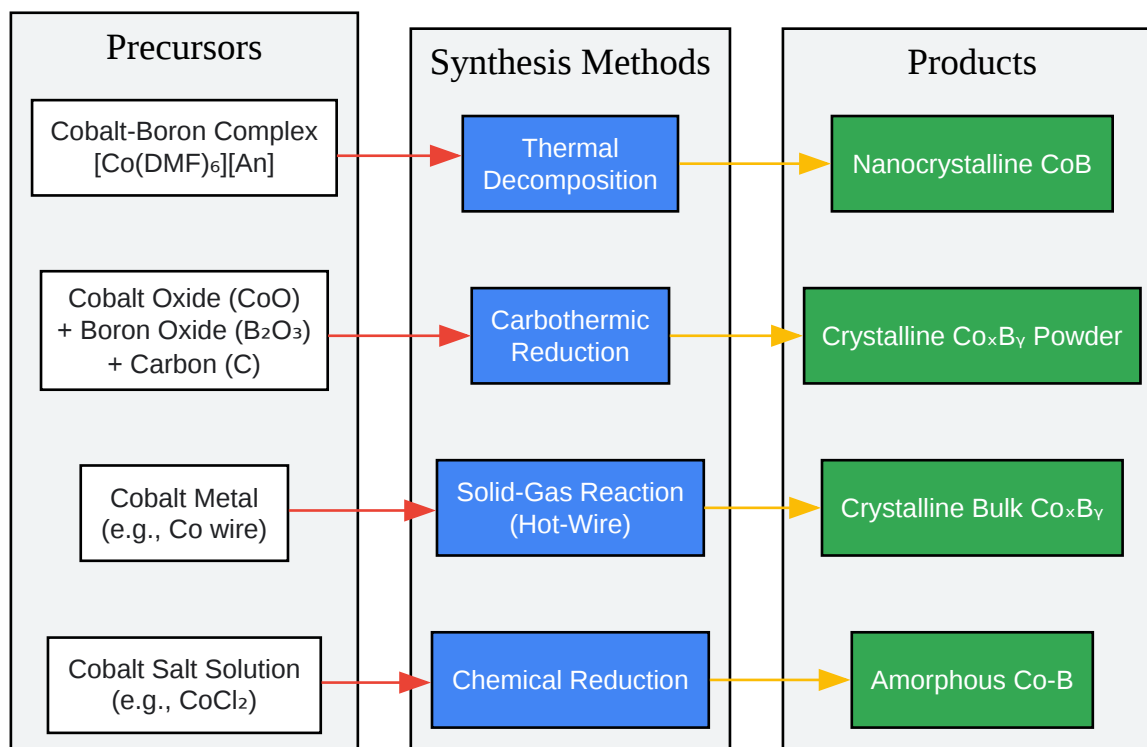 Precursors
Cobalt-Boron Complex
[Co(DMF)₆][An]
Cobalt Oxide (CoO)
+ Boron Oxide (B₂O₃)
+ Carbon (C)
Cobalt Metal
(e.g., Co wire)
Cobalt Salt Solution
(e.g., CoCl₂)
Synthesis Methods
Thermal
Decomposition
Carbothermic
Reduction
Solid-Gas Reaction
(Hot-Wire)
Chemical Reduction
Products
Nanocrystalline CoB
Crystalline CoₓBᵧ Powder
Crystalline Bulk CoₓBᵧ
Amorphous Co-B